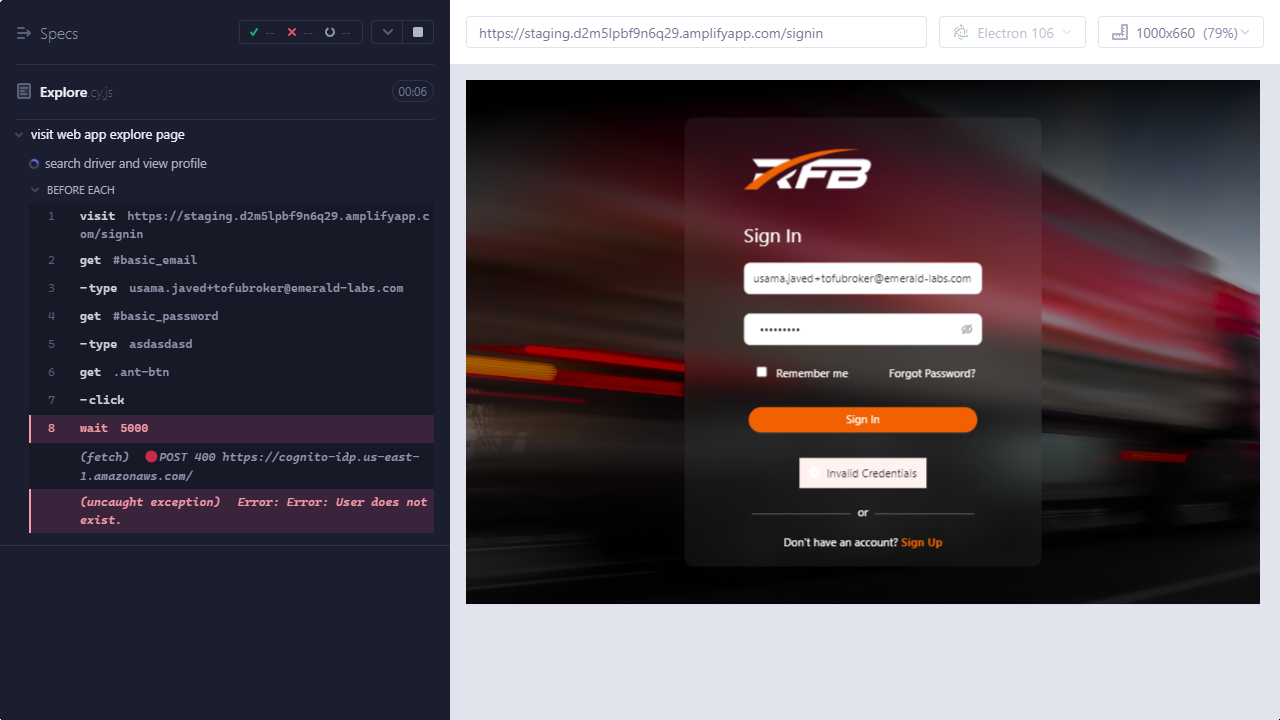 Specs
-- -- --
Explore.cy.js
00:06
visit web app explore page
search driver and view profile
BEFORE EACH
1 visit https://staging.d2m5lpbf9n6q29.amplifyapp.c
om/signin
2 get #basic_email
3 -type usama.javed+tofubroker@emerald-labs.com
4 get #basic_password
5 -type asdasdasd
6 get .ant-btn
7 -click
8 wait 5000
(fetch) POST 400 https://cognito-idp.us-east-
1.amazonaws.com/
(uncaught exception) Error: Error: User does not
exist.
https://staging.d2m5lpbf9n6q29.amplifyapp.com/signin
Electron 106
1000x660 (79%)
RFB
Sign In
usama.javed+tofubroker@emerald-labs.com
•••••••••
Remember me
Forgot Password?
Sign In
Invalid Credentials
or
Don't have an account? Sign Up